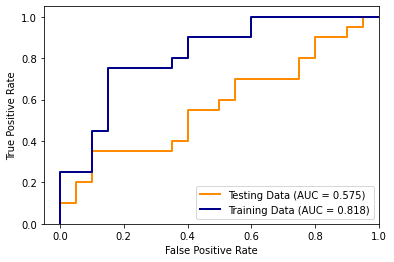 1.0
0.8
0.6
0.4
0.2
0.0
True Positive Rate
0.0 0.2 0.4 0.6 0.8 1.0
False Positive Rate
Testing Data (AUC = 0.575)
Training Data (AUC = 0.818)